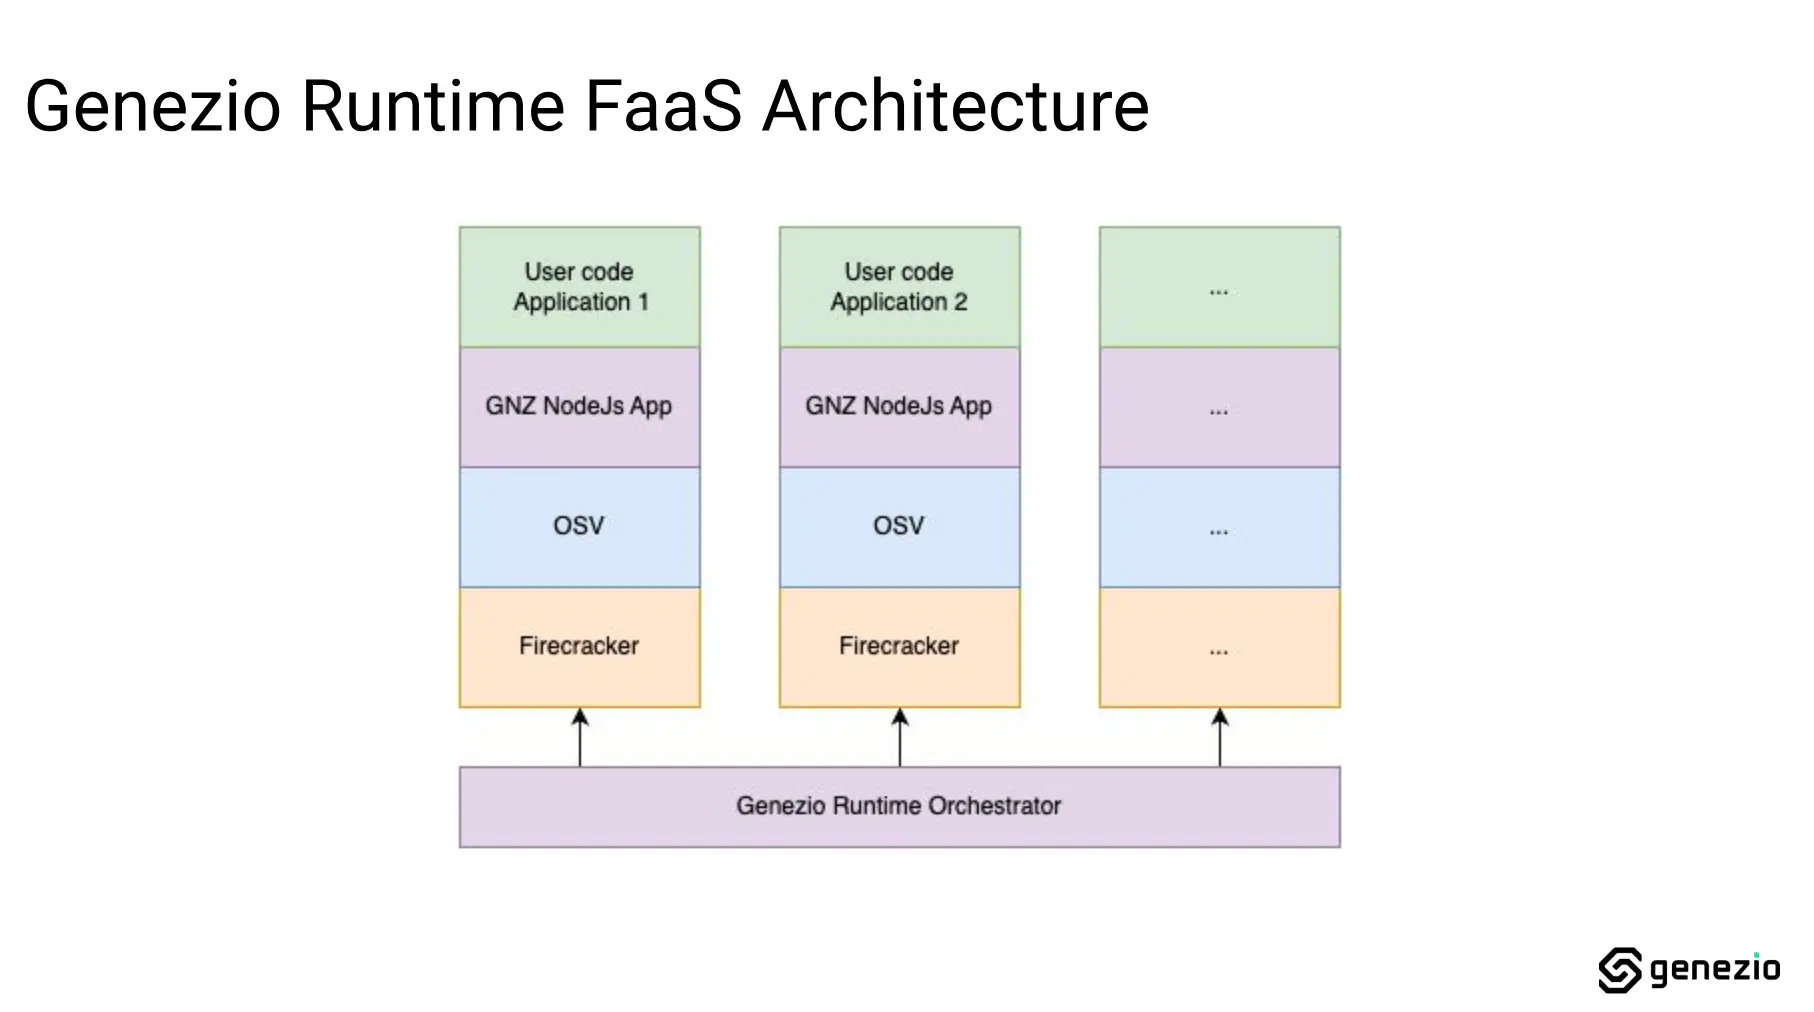 Genezio Runtime FaaS Architecture
User code
Application 1
User code
Application 2
...
GNZ NodeJs App
GNZ NodeJs App
...
OSV
OSV
...
Firecracker
Firecracker
...
Genezio Runtime Orchestrator
genezio